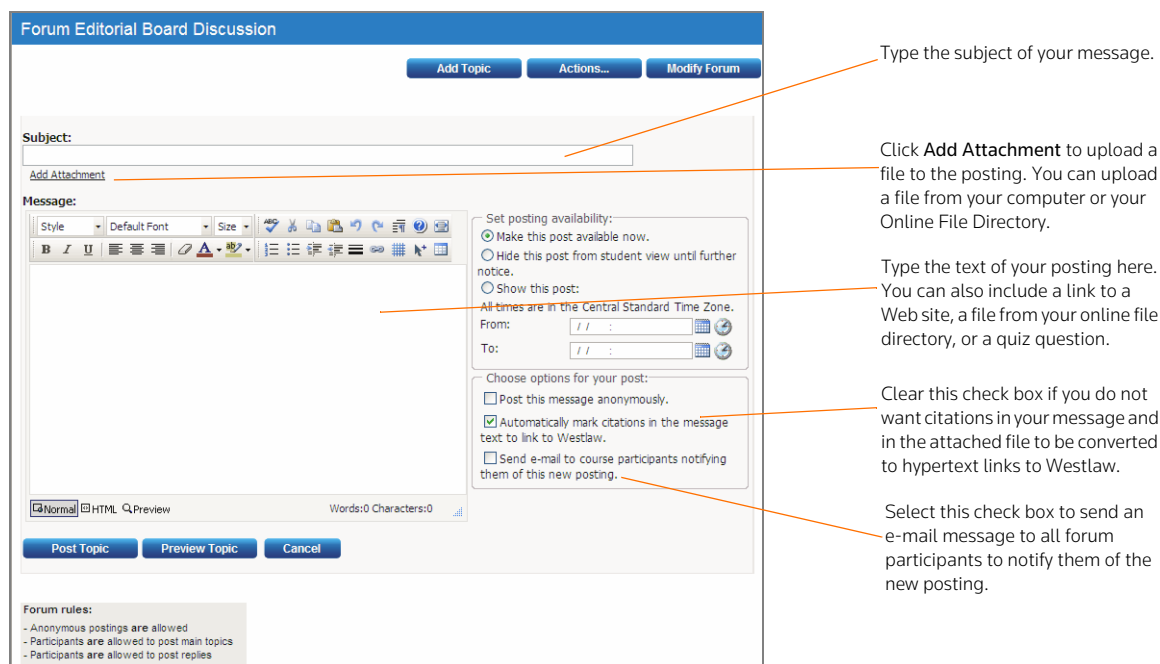 Forum Editorial Board Discussion
Add Topic
Actions...
Modify Forum
Subject:
Add Attachment
Message:
Style
Default Font
Size
ABC
B I U
A
ab
Normal
HTML
Preview
Words:0 Characters:0
Set posting availability:
Make this post available now.
Hide this post from student view until further
notice.
Show this post:
All times are in the Central Standard Time Zone.
From:
/ / :
To:
/ / :
Choose options for your post:
Post this message anonymously.
Automatically mark citations in the message
text to link to Westlaw.
Send e-mail to course participants notifying
them of this new posting.
Post Topic
Preview Topic
Cancel
Forum rules:
- Anonymous postings are allowed
- Participants are allowed to post main topics
- Participants are allowed to post replies
Type the subject of your message.
Click Add Attachment to upload a
file to the posting. You can upload
a file from your computer or your
Online File Directory.
Type the text of your posting here.
You can also include a link to a
Web site, a file from your online file
directory, or a quiz question.
Clear this check box if you do not
want citations in your message and
in the attached file to be converted
to hypertext links to Westlaw.
Select this check box to send an
e-mail message to all forum
participants to notify them of the
new posting.